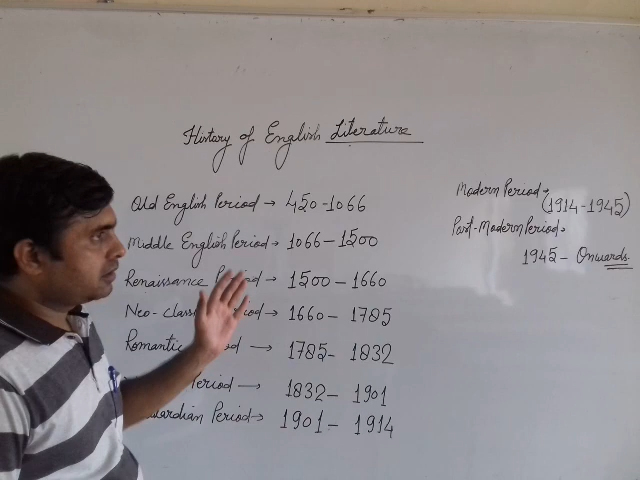 History of English Literature
Old English Period → 450-1066
Middle English Period → 1066-1500
Renaissance Period → 1500-1660
Neo- → 1660-1785
Romantic → 1785-1832
Period → 1832-1901
Period → 1901-1914
Modern Period →
(1914-1945)
Post-Modern Period →
1945- Onwards.